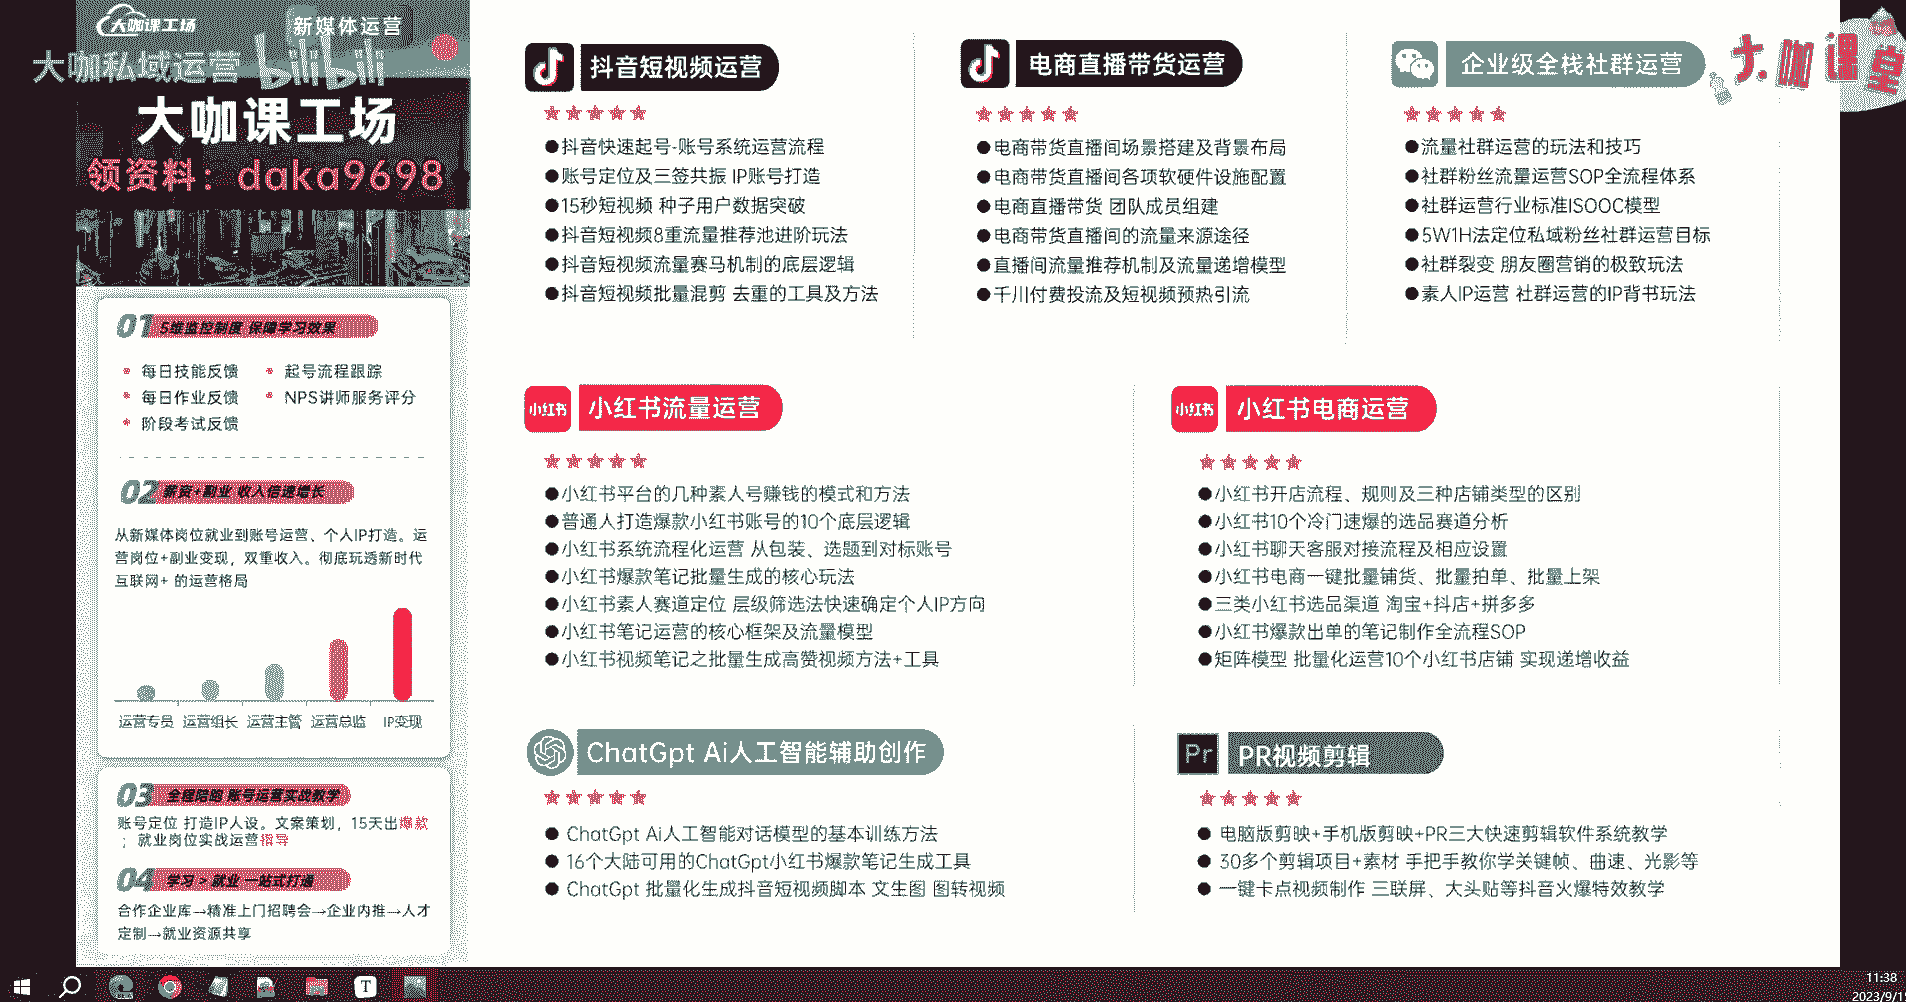 大咖课工场
新媒体运营
大咖私域运营
bilibili
大咖课堂
大咖课工场
领资料：daka9698
01 5维监控制度 保障学习效果
每日技能反馈
起号流程跟踪
每日作业反馈
NPS讲师服务评分
阶段考试反馈
02 薪资+副业 收入倍速增长
从新媒体岗位就业到账号运营、个人IP打造。运
营岗位+副业变现，双重收入。彻底玩透新时代
互联网+ 的运营格局
运营专员 运营组长 运营主管 运营总监 IP变现
03 全程陪跑 账号运营实战教学
账号定位 打造IP人设。文案策划，15天出爆款
；就业岗位实战运营指导
04 学习 > 就业 一站式打通
合作企业库→精准上门招聘会→企业内推→人才
定制→就业资源共享
抖音短视频运营
●抖音快速起号-账号系统运营流程
●账号定位及三签共振 IP账号打造
●15秒短视频 种子用户数据突破
●抖音短视频8重流量推荐池进阶玩法
●抖音短视频流量赛马机制的底层逻辑
●抖音短视频批量混剪 去重的工具及方法
电商直播带货运营
●电商带货直播间场景搭建及背景布局
●电商带货直播间各项软硬件设施配置
●电商直播带货 团队成员组建
●电商带货直播间的流量来源途径
●直播间流量推荐机制及流量递增模型
●千川付费投流及短视频预热引流
企业级全栈社群运营
●流量社群运营的玩法和技巧
●社群粉丝流量运营SOP全流程体系
●社群运营行业标准ISOOC模型
●5W1H法定位私域粉丝社群运营目标
●社群裂变 朋友圈营销的极致玩法
●素人IP运营 社群运营的IP背书玩法
小红书
小红书流量运营
●小红书平台的几种素人号赚钱的模式和方法
●普通人打造爆款小红书账号的10个底层逻辑
●小红书系统流程化运营 从包装、选题到对标账号
●小红书爆款笔记批量生成的核心玩法
●小红书素人赛道定位 层级筛选法快速确定个人IP方向
●小红书笔记运营的核心框架及流量模型
●小红书视频笔记之批量生成高赞视频方法+工具
小红书
小红书电商运营
●小红书开店流程、规则及三种店铺类型的区别
●小红书10个冷门速爆的选品赛道分析
●小红书聊天客服对接流程及相应设置
●小红书电商一键批量铺货、批量拍单、批量上架
●三类小红书选品渠道 淘宝+抖店+拼多多
●小红书爆款出单的笔记制作全流程SOP
●矩阵模型 批量化运营10个小红书店铺 实现递增收益
ChatGpt Ai人工智能辅助创作
● ChatGpt Ai人工智能对话模型的基本训练方法
● 16个大陆可用的ChatGpt小红书爆款笔记生成工具
● ChatGpt 批量化生成抖音短视频脚本 文生图 图转视频
Pr
PR视频剪辑
● 电脑版剪映+手机版剪映+PR三大快速剪辑软件系统教学
● 30多个剪辑项目+素材 手把手教你学关键帧、曲速、光影等
● 一键卡点视频制作 三联屏、大头贴等抖音火爆特效教学
BETA
T
11:38